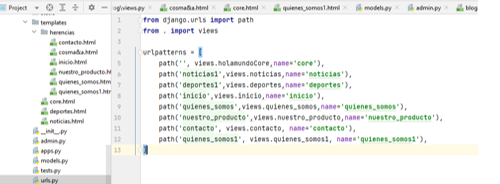 Project
og\views.py
cosma&a.html
core.html
quienes_somos1.html
models.py
admin.py
blog
templates
herencias
contacto.html
cosma&a.html
inicio.html
nuestro_producto.html
quienes_somos.html
quienes_somos1.html
core.html
deportes.html
noticias.html
__init__.py
admin.py
apps.py
models.py
tests.py
urls.py
1 from django.urls import path
2 from . import views
3
4 urlpatterns = [
5 path('', views.holamundoCore,name='core'),
6 path('noticias1',views.noticias,name='noticias'),
7 path('deportes1',views.deportes,name='deportes'),
8 path('inicio',views.inicio,name='inicio'),
9 path('quienes_somos',views.quienes_somos,name='quienes_somos'),
10 path('nuestro_producto',views.nuestro_producto,name='nuestro_producto'),
11 path('contacto', views.contacto, name='contacto'),
12 path('quienes_somos1', views.quienes_somos1, name='quienes_somos1'),
13 ]